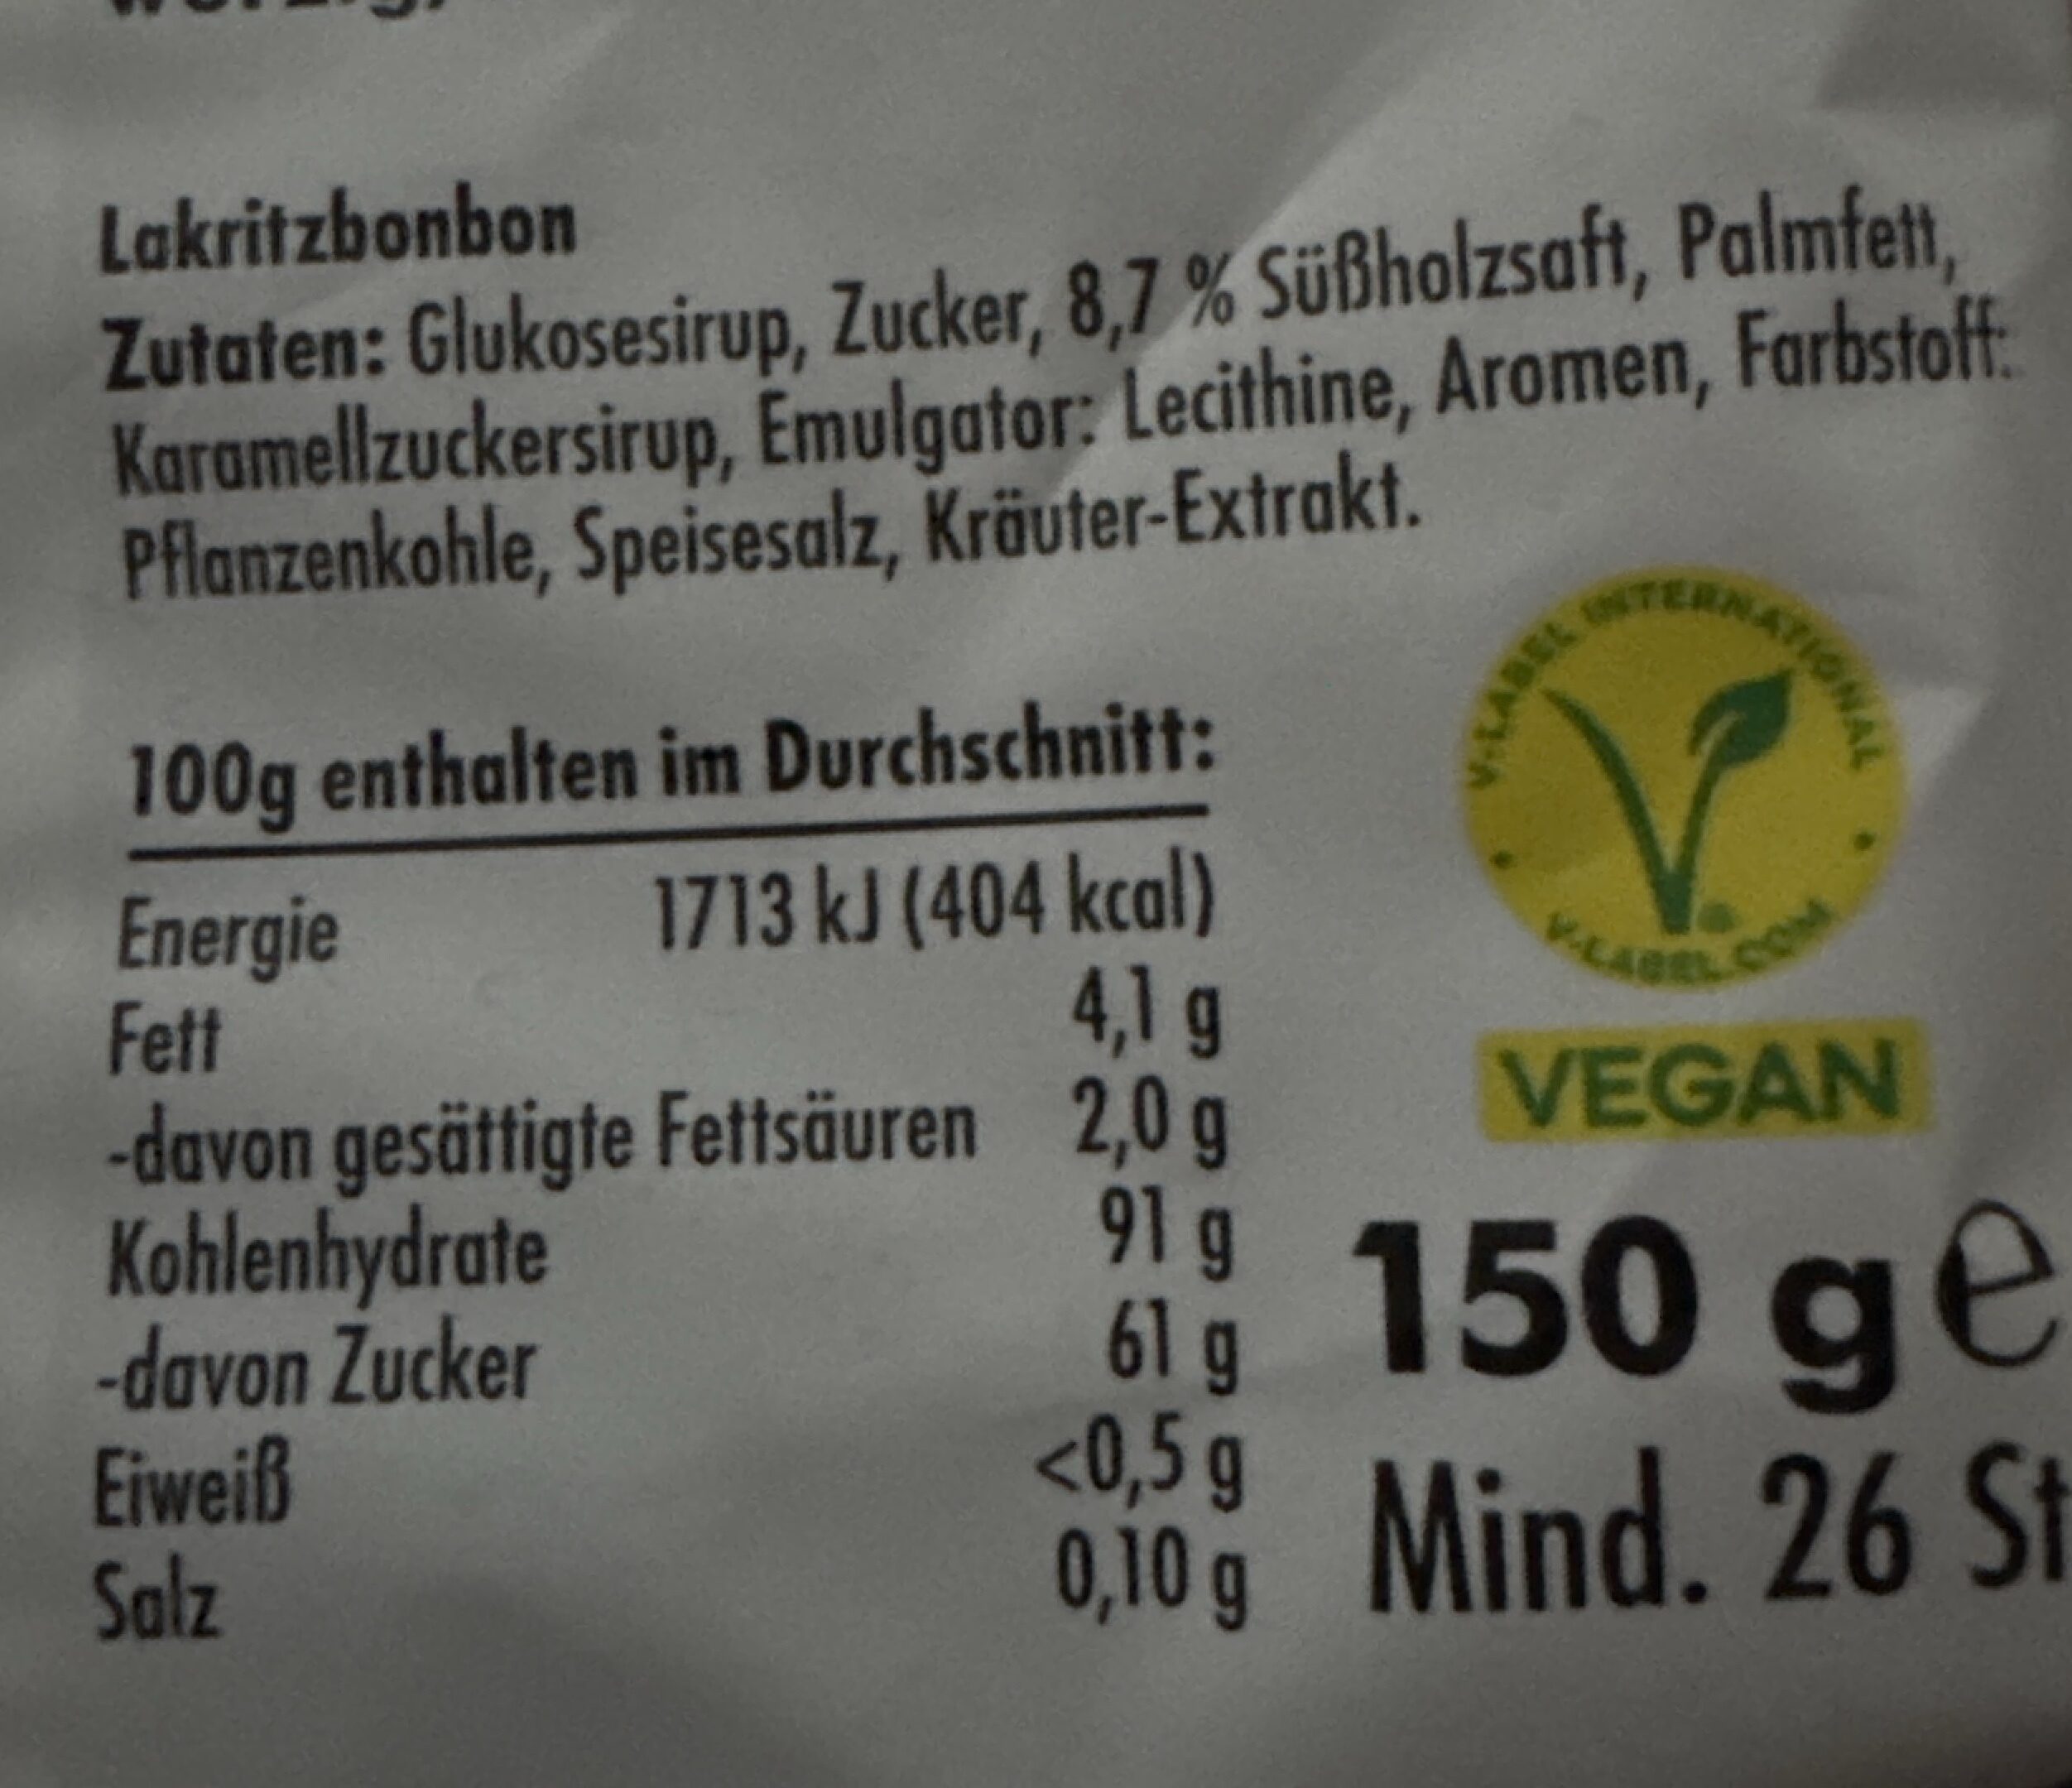 Lakritzbonbon
Zutaten: Glukosesirup, Zucker, 8,7 % Süßholzsaft, Palmfett,
Karamellzuckersirup, Emulgator: Lecithine, Aromen, Farbstoff:
Pflanzenkohle, Speisesalz, Kräuter-Extrakt.
100g enthalten im Durchschnitt:
Energie 1713 kJ (404 kcal)
Fett 4,1 g
-davon gesättigte Fettsäuren 2,0 g
Kohlenhydrate 91 g
-davon Zucker 61 g
Eiweiß <0,5 g
Salz 0,10 g
V-LABEL INTERNATIONAL
V-LABEL.COM
VEGAN
150 g e
Mind. 26 St